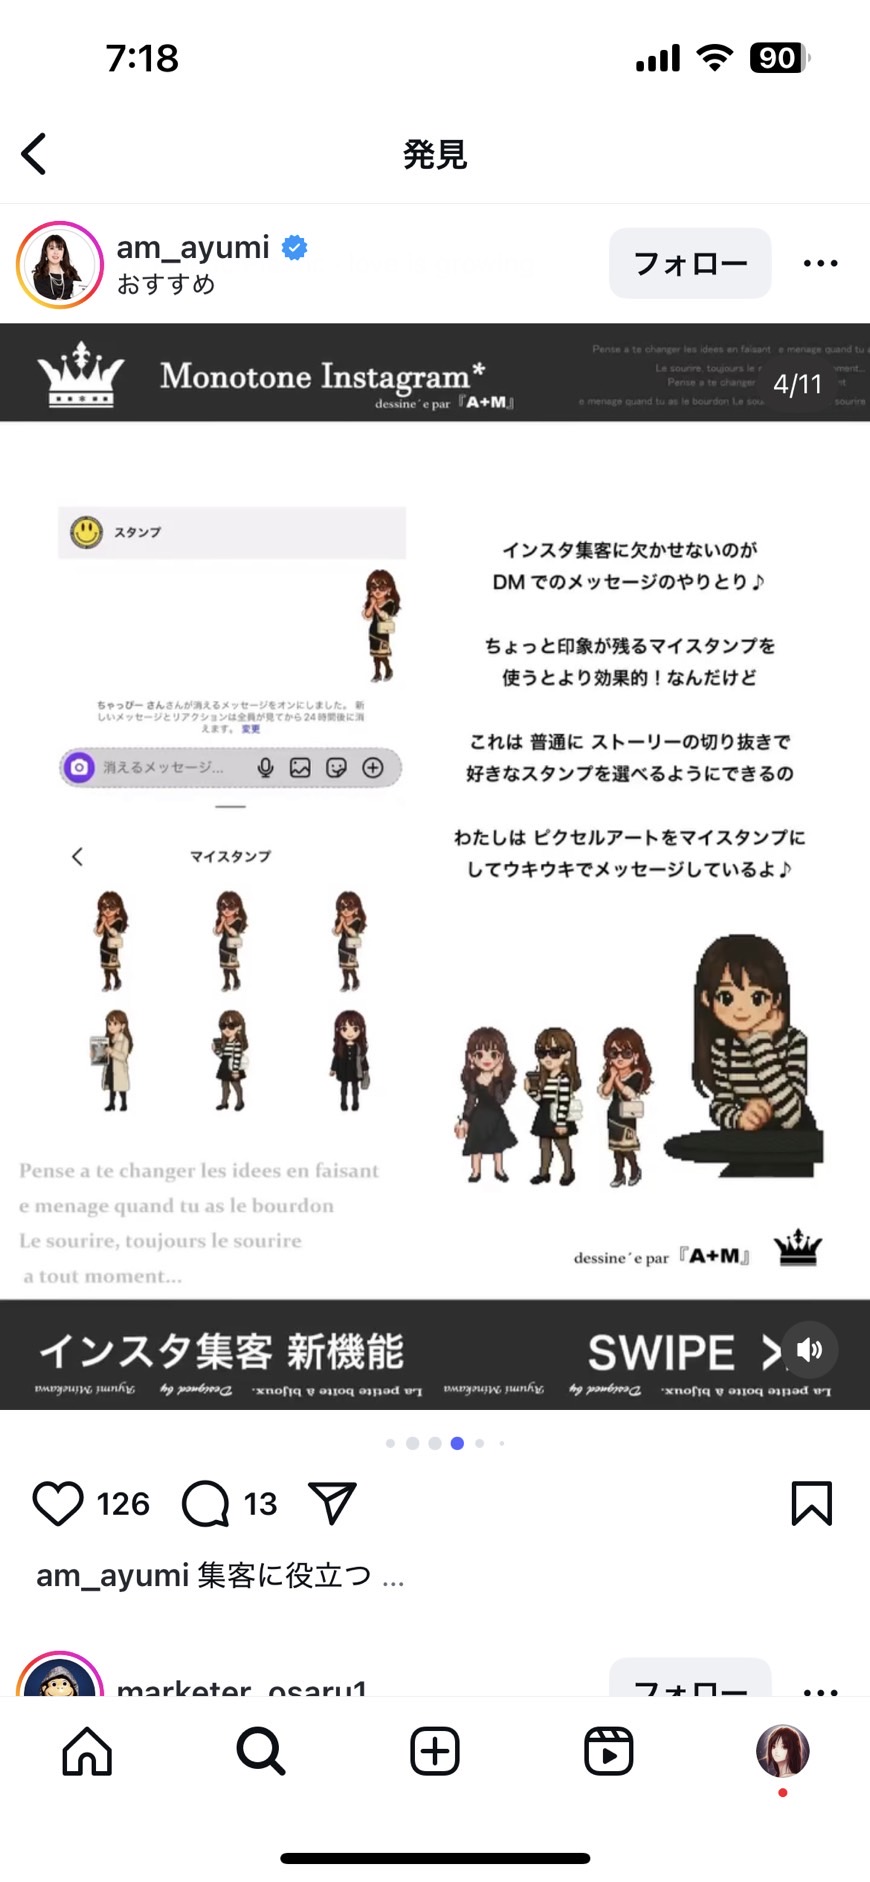 7:18
90
発見
am_ayumi
おすすめ
フォロー
Monotone Instagram*
dessine´e par『A+M』
Pense a te changer les idees en faisant e menage quand tu a
Le sourire, toujours le
Pense a te changer
e menage quand tu as le bourdon Le
sourire
4/11
スタンプ
ちゃっぴー さんさんが消えるメッセージをオンにしました。 新
しいメッセージとリアクションは全員が見てから24時間後に消
えます。 変更
消えるメッセージ...
マイスタンプ
インスタ集客に欠かせないのが
DM でのメッセージのやりとり♪
ちょっと印象が残るマイスタンプを
使うとより効果的！なんだけど
これは 普通に ストーリーの切り抜きで
好きなスタンプを選べるようにできるの
わたしは ピクセルアートをマイスタンプに
してウキウキでメッセージしているよ♪
Pense a te changer les idees en faisant
e menage quand tu as le bourdon
Le sourire, toujours le sourire
a tout moment...
dessine´e par『A+M』
インスタ集客 新機能
SWIPE
La petite boite a bijoux. Designed by Ayumi Minekawa La petite boite a bijoux. Designed by Ayumi Minekawa
126
13
am_ayumi 集客に役立つ ...
marketer_osaru1
フォロー